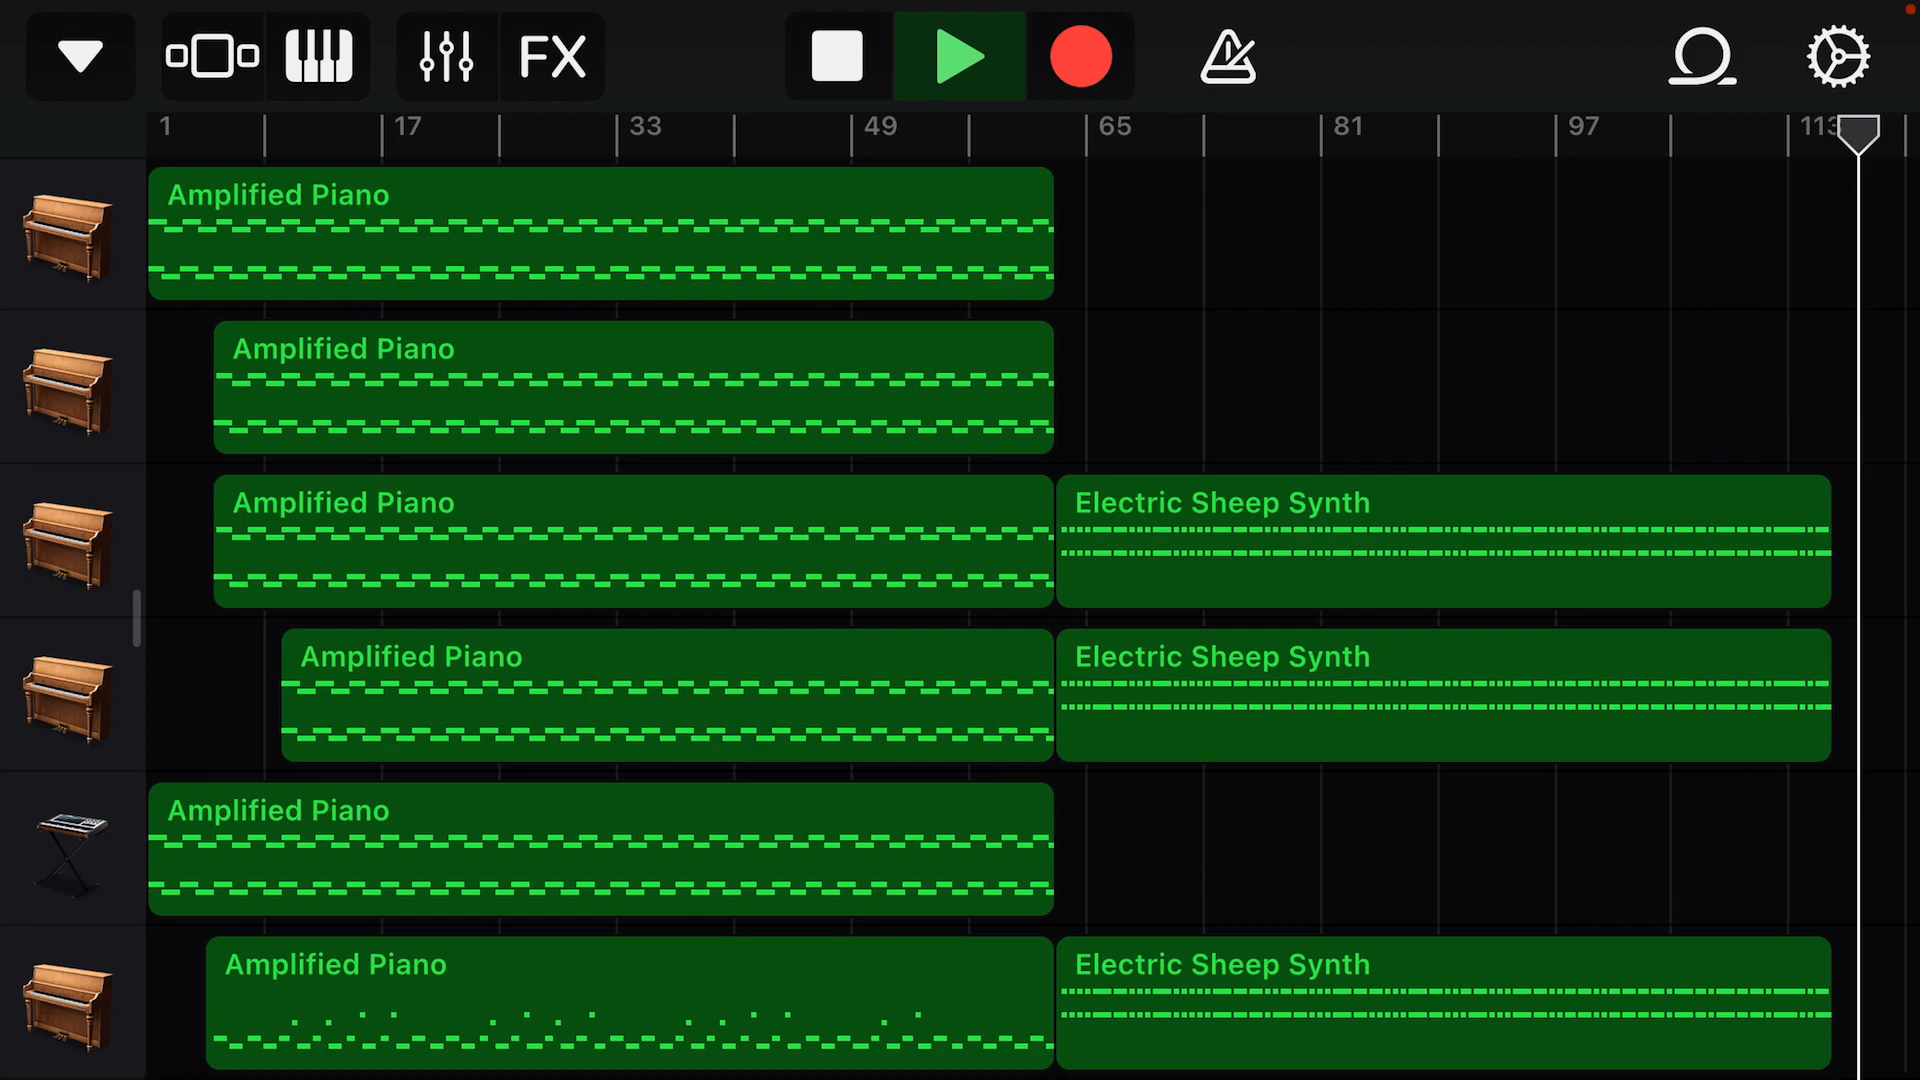 FX
1 17 33 49 65 81 97 113
Amplified Piano
Amplified Piano
Amplified Piano Electric Sheep Synth
Amplified Piano Electric Sheep Synth
Amplified Piano
Amplified Piano Electric Sheep Synth